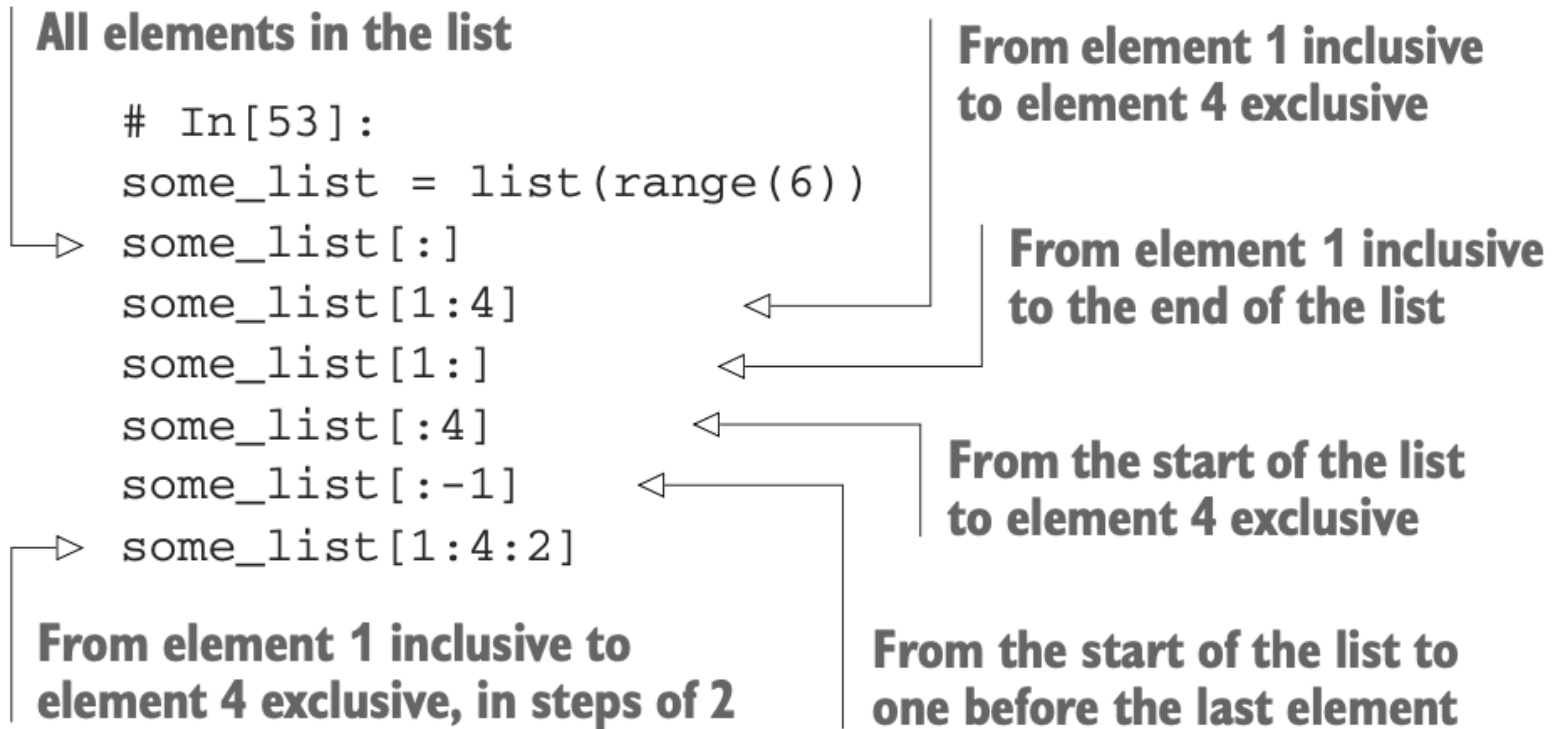 All elements in the list
From element 1 inclusive
to element 4 exclusive
# In[53]:
some_list = list(range(6))
some_list[:]
From element 1 inclusive
to the end of the list
some_list[1:4]
some_list[1:]
some_list[:4]
From the start of the list
to element 4 exclusive
some_list[:-1]
some_list[1:4:2]
From element 1 inclusive to
element 4 exclusive, in steps of 2
From the start of the list to
one before the last element